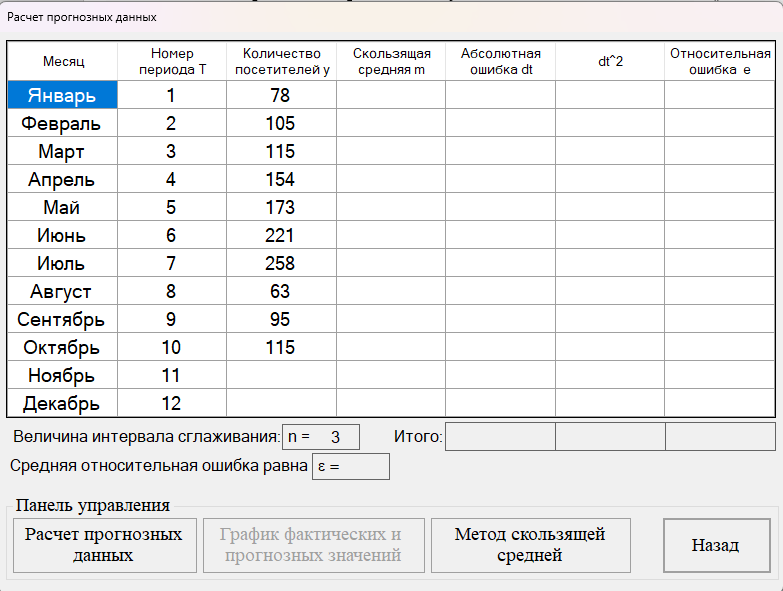 Расчет прогнозных данных
Месяц Номер периода T Количество посетителей y Скользящая средняя m Абсолютная ошибка dt dt^2 Относительная ошибка e
Январь 1 78
Февраль 2 105
Март 3 115
Апрель 4 154
Май 5 173
Июнь 6 221
Июль 7 258
Август 8 63
Сентябрь 9 95
Октябрь 10 115
Ноябрь 11
Декабрь 12
Величина интервала сглаживания: n = 3 Итого:
Средняя относительная ошибка равна ε =
Панель управления
Расчет прогнозных данных
График фактических и прогнозных значений
Метод скользящей средней
Назад